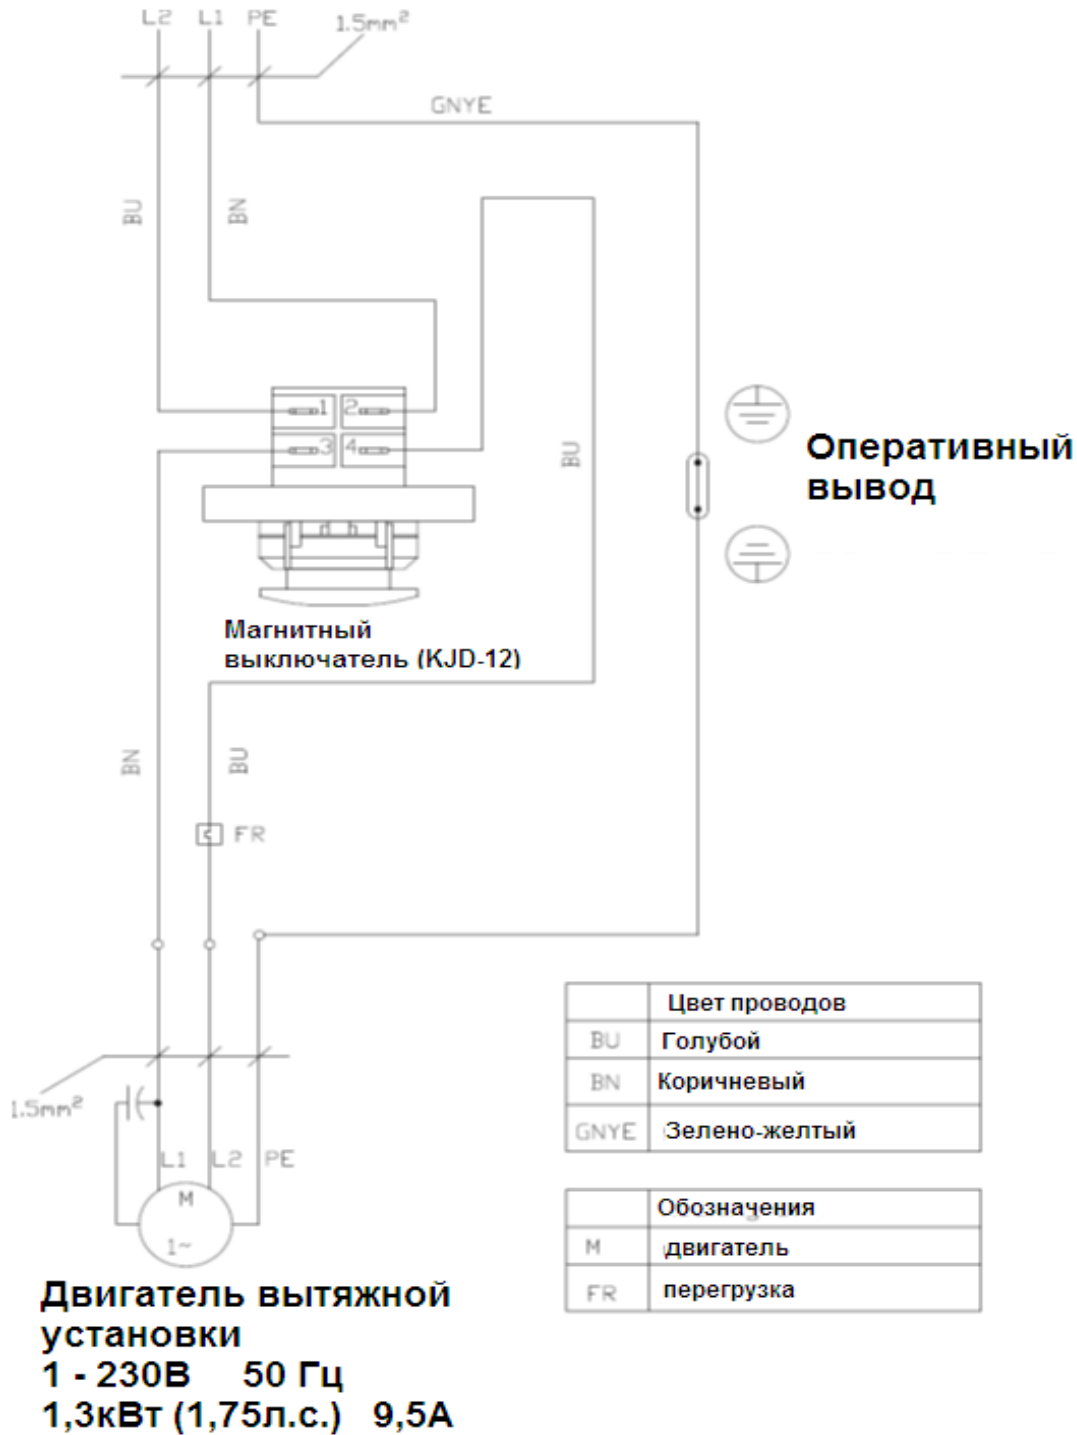 L2 L1 PE
1.5mm²
GNYE
BU
BN
1 2
3 4
BU
Оперативный
вывод
Магнитный
выключатель (KJD-12)
BN
BU
FR
1.5mm²
L1 L2 PE
M
1~
Двигатель вытяжной
установки
1 - 230В 50 Гц
1,3кВт (1,75л.с.) 9,5А
Цвет проводов
BU Голубой
BN Коричневый
GNYE Зелено-желтый
Обозначения
M двигатель
FR перегрузка